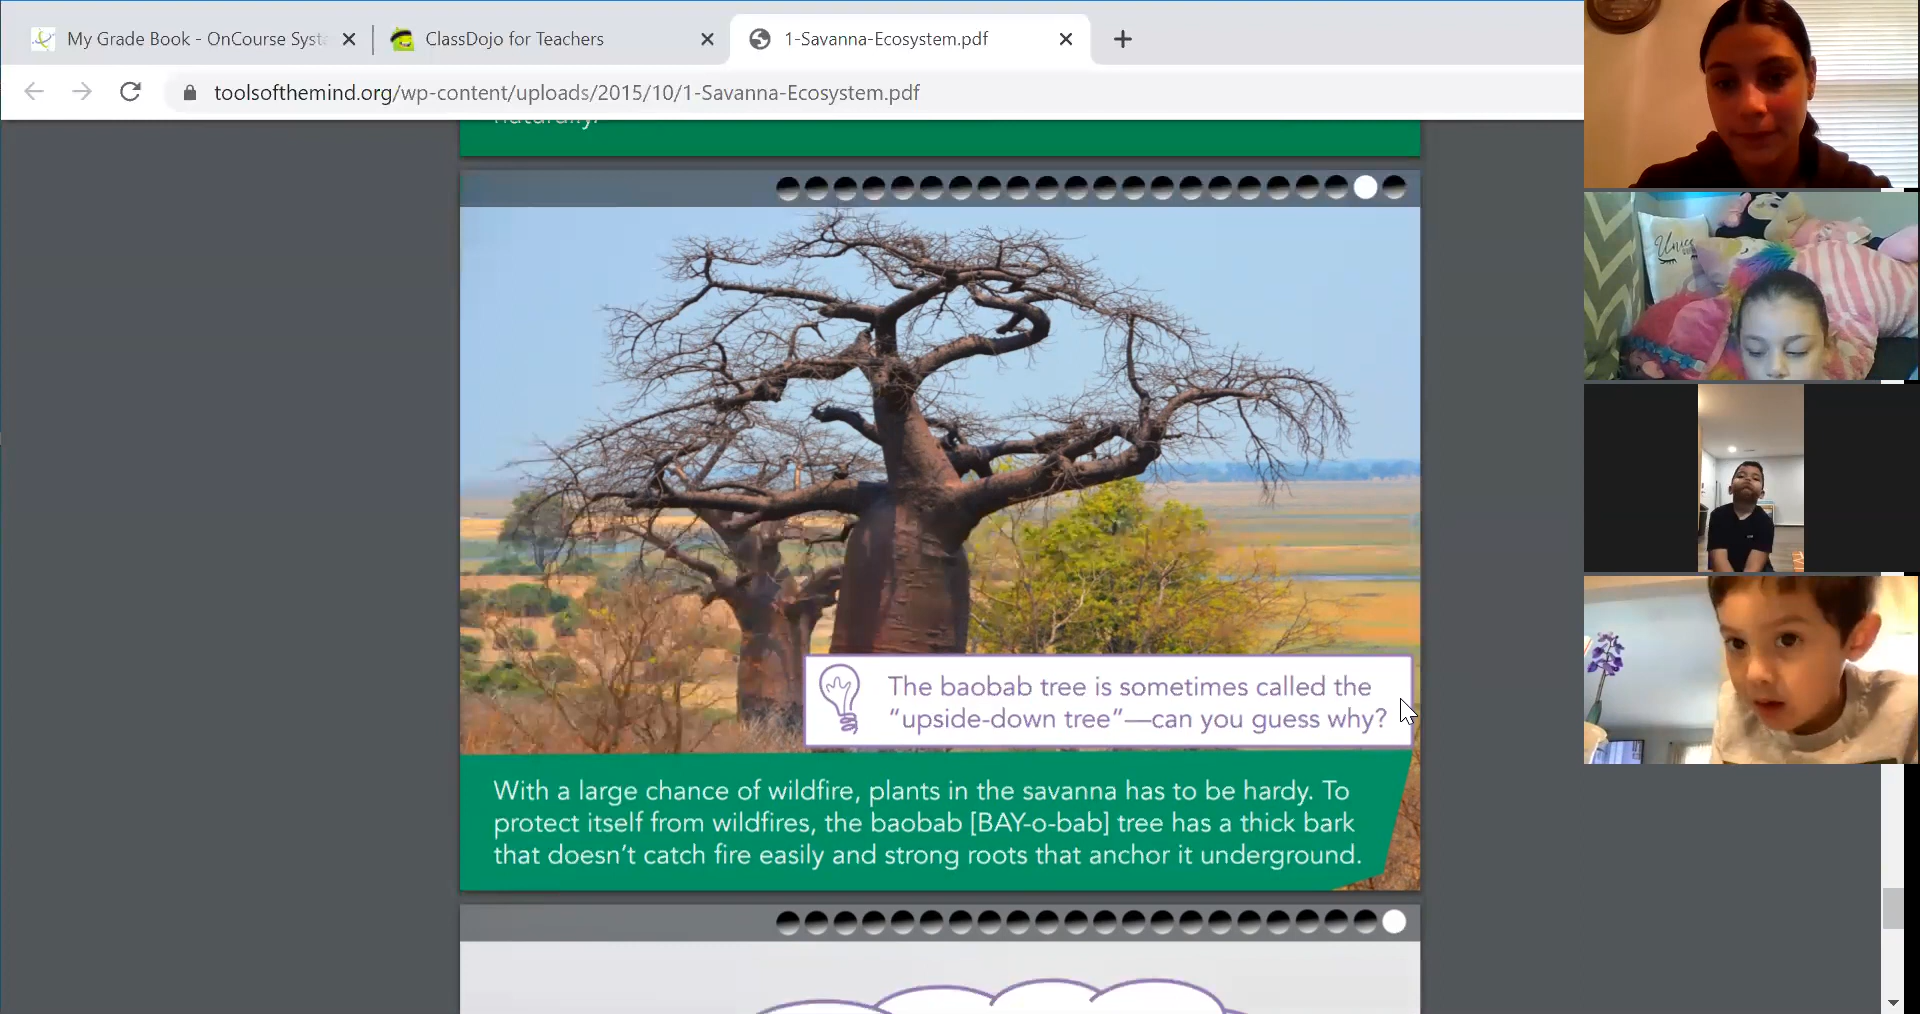 My Grade Book - OnCourse Syst
ClassDojo for Teachers
1-Savanna-Ecosystem.pdf
toolsofthemind.org/wp-content/uploads/2015/10/1-Savanna-Ecosystem.pdf
naturally.
The baobab tree is sometimes called the
“upside-down tree”—can you guess why?
With a large chance of wildfire, plants in the savanna has to be hardy. To
protect itself from wildfires, the baobab [BAY-o-bab] tree has a thick bark
that doesn’t catch fire easily and strong roots that anchor it underground.